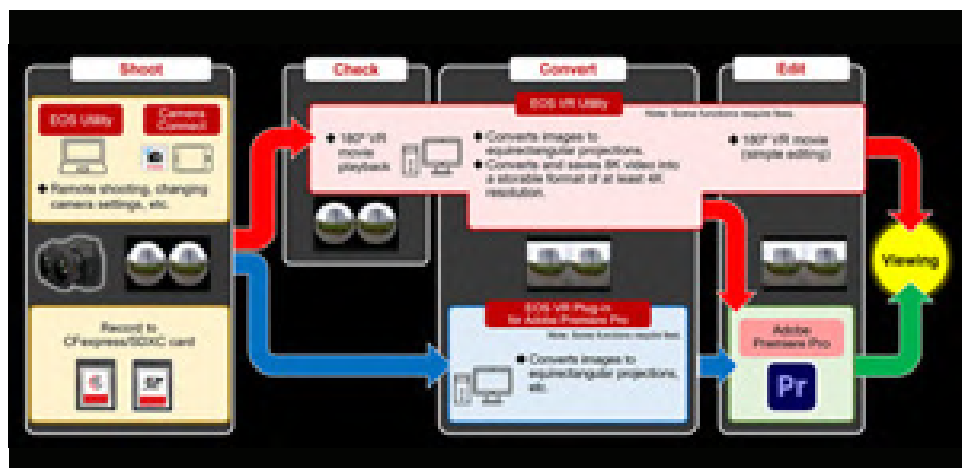 Shoot
EOS Utility
Camera
Connect
◆ Remote shooting, changing
camera settings, etc.
Record to
CFexpress/SDXC card
Check
Convert
Edit
EOS VR Utility
Note: Some functions require fees.
◆ 180° VR
movie
playback
◆ Converts images to
equirectangular projections.
◆ Converts and saves 8K video into
a storable format of at least 4K
resolution.
◆ 180° VR movie
(simple editing)
EOS VR Plug-in
for Adobe Premiere Pro
Note: Some functions require fees.
◆ Converts images to
equirectangular projections,
etc.
Adobe
Premiere Pro
Pr
Viewing